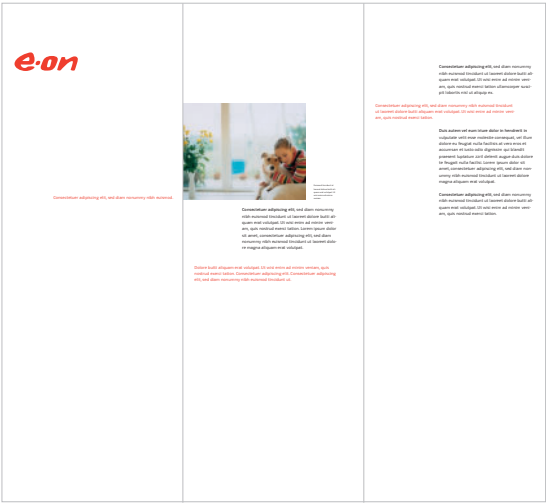 e·on
Consectetuer adipiscing elit, sed diam nonummy nibh euismod.
Consectetuer adipiscing elit, sed diam nonummy
nibh euismod tincidunt ut laoreet dolore butti ali-
quam erat volutpat. Ut wisi enim ad minim veni-
am, quis nostrud exerci tation. Lorem ipsum dolor
sit amet, consectetuer adipiscing elit, sed diam
nonummy nibh euismod tincidunt ut laoreet dolo-
re magna aliquam erat volutpat.
Dolore butti aliquam erat volutpat. Ut wisi enim ad minim veniam, quis
nostrud exerci tation. Consectetuer adipiscing elit. Consectetuer adipiscing
elit, sed diam nonummy nibh euismod tincidunt ut.
Consectetuer adipiscing elit, sed diam nonummy
nibh euismod tincidunt ut laoreet dolore butti ali-
quam erat volutpat. Ut wisi enim ad minim veni-
am, quis nostrud exerci tation ullamcorper susci-
pit lobortis nisl ut aliquip ex.
Consectetuer adipiscing elit, sed diam nonummy nibh euismod tincidunt
ut laoreet dolore butti aliquam erat volutpat. Ut wisi enim ad minim veni-
am, quis nostrud exerci tation.
Duis autem vel eum iriure dolor in hendrerit in
vulputate velit esse molestie consequat, vel illum
dolore eu feugiat nulla facilisis at vero eros et
accumsan et iusto odio dignissim qui blandit
praesent luptatum zzril delenit augue duis dolore
te feugait nulla facilisi. Lorem ipsum dolor sit
amet, consectetuer adipiscing elit, sed diam non-
ummy nibh euismod tincidunt ut laoreet dolore
magna aliquam erat volutpat.
Consectetuer adipiscing elit, sed diam nonummy
nibh euismod tincidunt ut laoreet dolore butti ali-
quam erat volutpat. Ut wisi enim ad minim veni-
am, quis nostrud exerci tation.